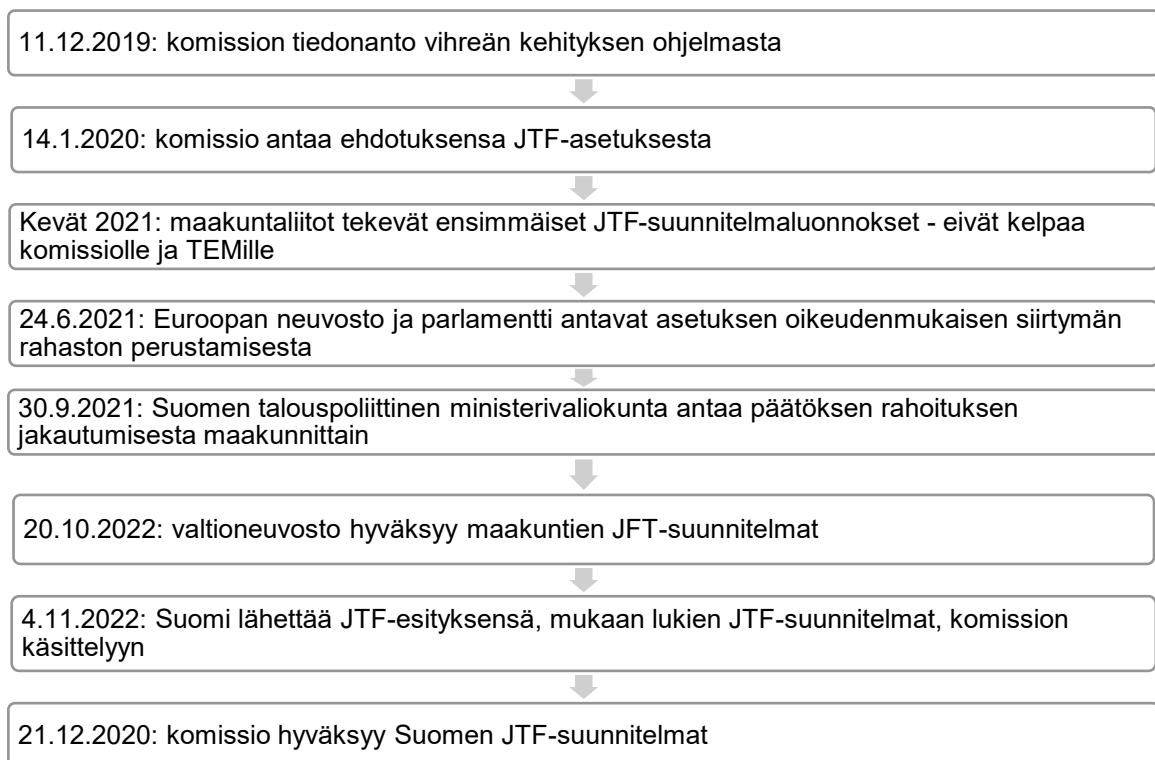 11.12.2019: komission tiedonanto vihreän kehityksen ohjelmasta
14.1.2020: komissio antaa ehdotuksensa JTF-asetuksesta
Kevät 2021: maakuntaliitot tekevät ensimmäiset JTF-suunnitelmaluonnokset - eivät kelpaa
komissiolle ja TEMille
24.6.2021: Euroopan neuvosto ja parlamentti antavat asetuksen oikeudenmukaisen siirtymän
rahaston perustamisesta
30.9.2021: Suomen talouspoliittinen ministerivaliokunta antaa päätöksen rahoituksen
jakautumisesta maakunnittain
20.10.2022: valtioneuvosto hyväksyy maakuntien JFT-suunnitelmat
4.11.2022: Suomi lähettää JTF-esityksensä, mukaan lukien JTF-suunnitelmat, komission
käsittelyyn
21.12.2020: komissio hyväksyy Suomen JTF-suunnitelmat